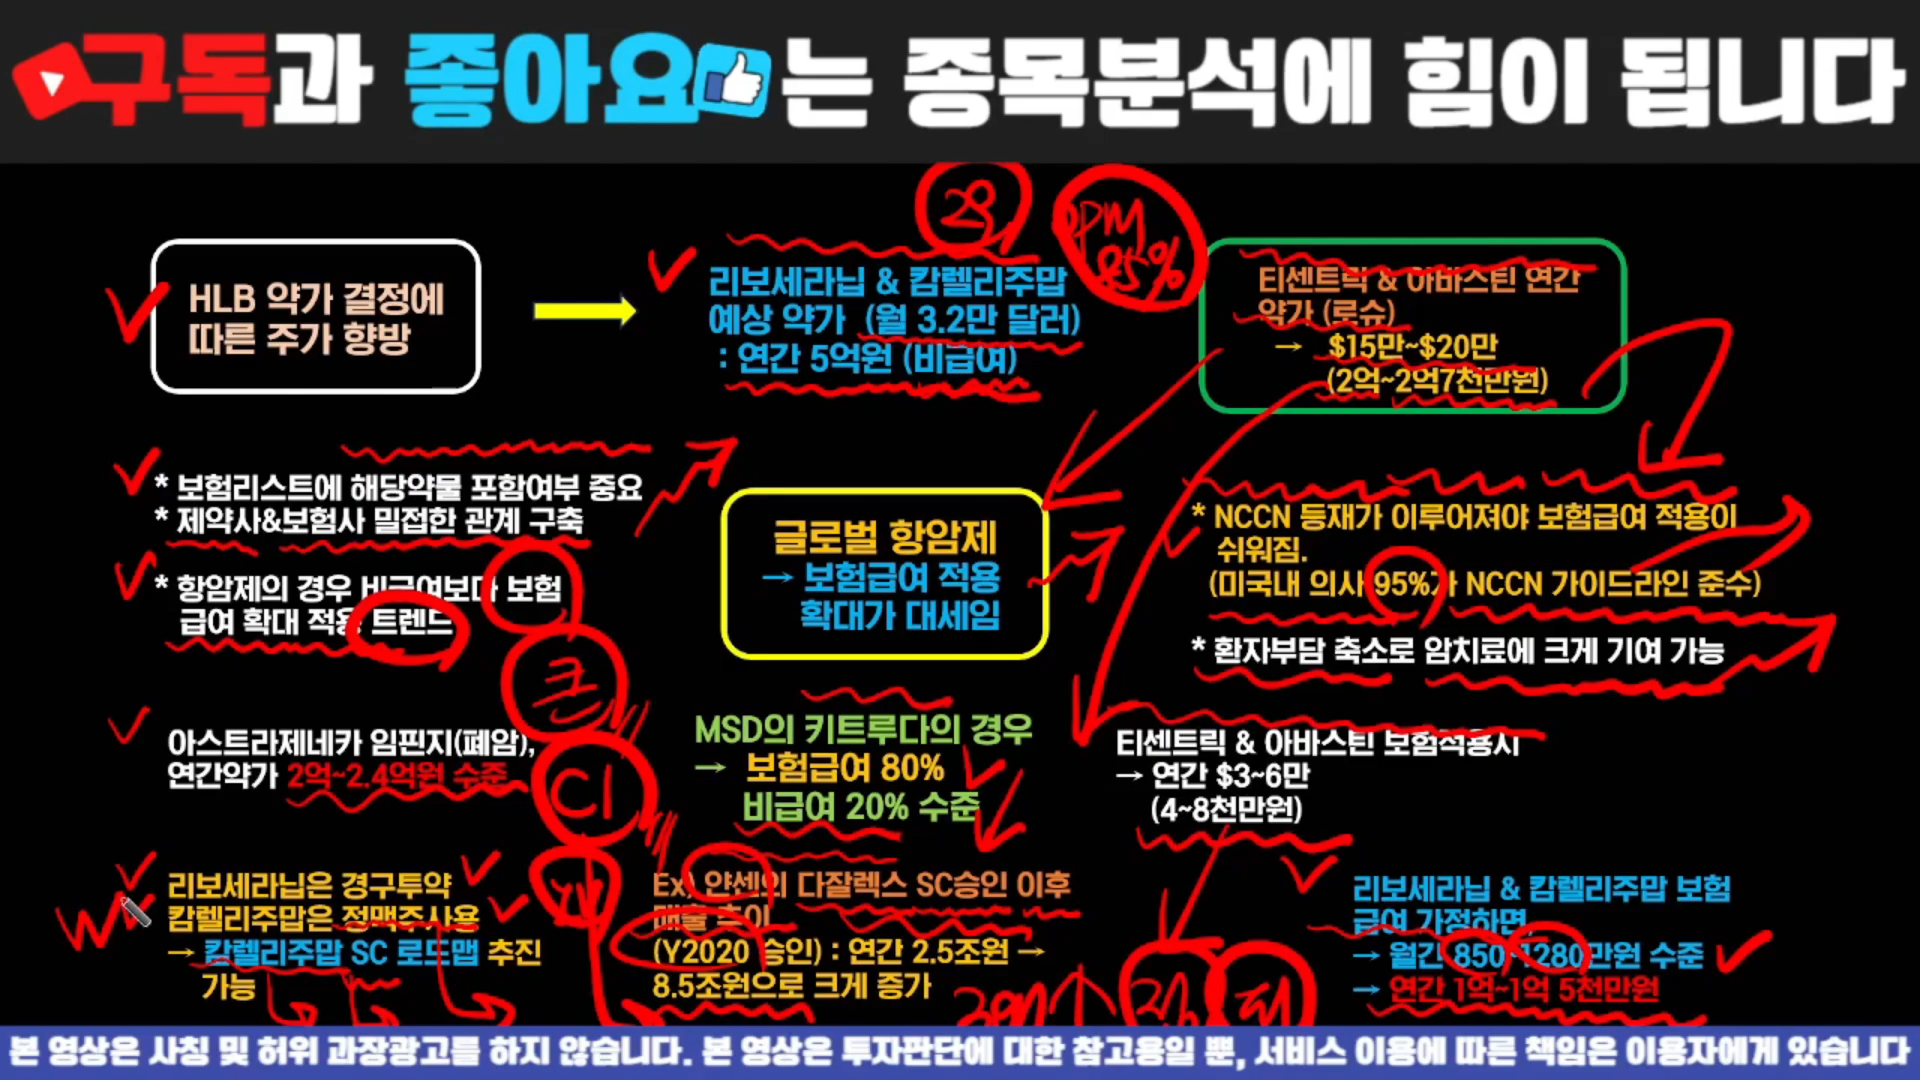 구독과 좋아요는 종목분석에 힘이 됩니다
28
PM
85%
HLB 약가 결정에
따른 주가 향방
리보세라닙 & 캄렐리주맙
예상 약가 (월 3.2만 달러)
: 연간 5억원 (비급여)
티센트릭 & 아바스틴 연간
약가 (로슈)
→ $15만~$20만
(2억~2억7천만원)
* 보험리스트에 해당약물 포함여부 중요
* 제약사&보험사 밀접한 관계 구축
* 항암제의 경우 비급여보다 보험
급여 확대 적용 트렌드
글로벌 항암제
→ 보험급여 적용
확대가 대세임
* NCCN 등재가 이루어져야 보험급여 적용이
쉬워짐.
(미국내 의사 95%가 NCCN 가이드라인 준수)
* 환자부담 축소로 암치료에 크게 기여 가능
큰
아스트라제네카 임핀지(폐암),
연간약가 2억~2.4억원 수준
MSD의 키트루다의 경우
→ 보험급여 80%
비급여 20% 수준
티센트릭 & 아바스틴 보험적용시
→ 연간 $3~6만
(4~8천만원)
리보세라닙은 경구투약
캄렐리주맙은 정맥주사용
→ 캄렐리주맙 SC 로드맵 추진
가능
Ex) 얀센의 다잘렉스 SC승인 이후
매출 추이
(Y2020 승인) : 연간 2.5조원 →
8.5조원으로 크게 증가
리보세라닙 & 캄렐리주맙 보험
급여 가정하면,
→ 월간 850~1280만원 수준
→ 연간 1억~1억 5천만원
본 영상은 사칭 및 허위 과장광고를 하지 않습니다. 본 영상은 투자판단에 대한 참고용일 뿐, 서비스 이용에 따른 책임은 이용자에게 있습니다